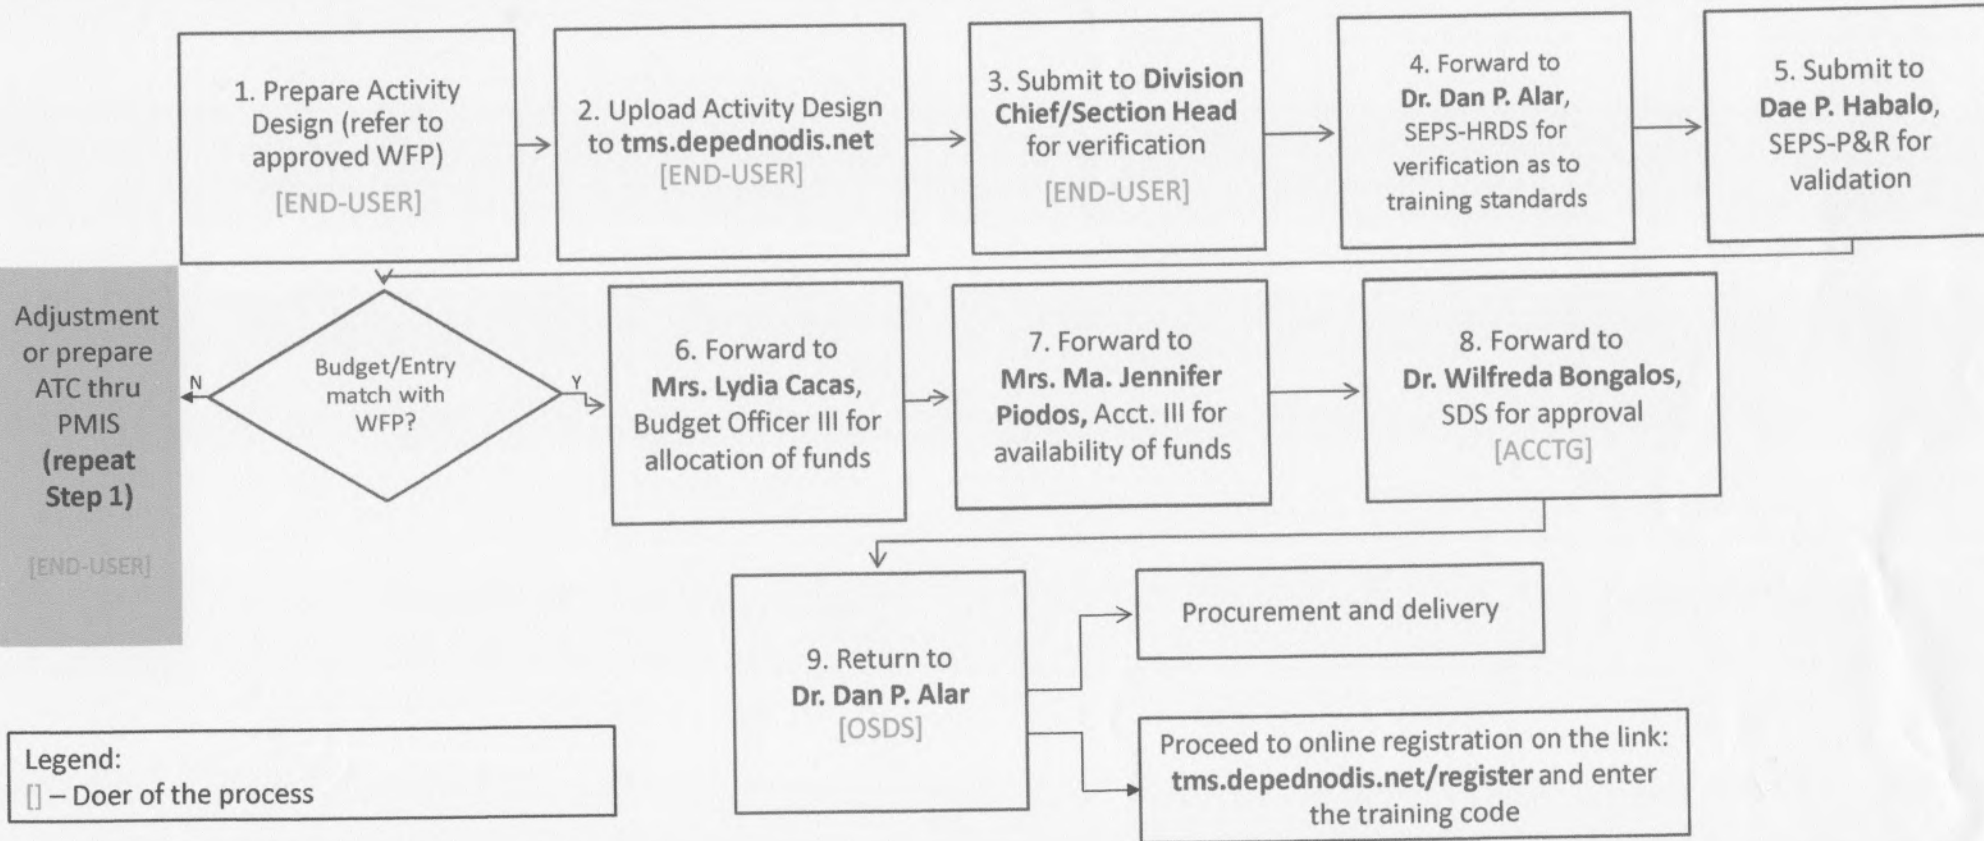 1. Prepare Activity
Design (refer to
approved WFP)
[END-USER]
2. Upload Activity Design
to tms.depednodis.net
[END-USER]
3. Submit to Division
Chief/Section Head
for verification
[END-USER]
4. Forward to
Dr. Dan P. Alar,
SEPS-HRDS for
verification as to
training standards
5. Submit to
Dae P. Habalo,
SEPS-P&R for
validation
Adjustment
or prepare
ATC thru
PMIS
(repeat
Step 1)
[END-USER]
N
Budget/Entry
match with
WFP?
Y
6. Forward to
Mrs. Lydia Cacas,
Budget Officer III for
allocation of funds
7. Forward to
Mrs. Ma. Jennifer
Piodos, Acct. III for
availability of funds
8. Forward to
Dr. Wilfreda Bongalos,
SDS for approval
[ACCTG]
9. Return to
Dr. Dan P. Alar
[OSDS]
Procurement and delivery
Proceed to online registration on the link:
tms.depednodis.net/register and enter
the training code
Legend:
[] – Doer of the process